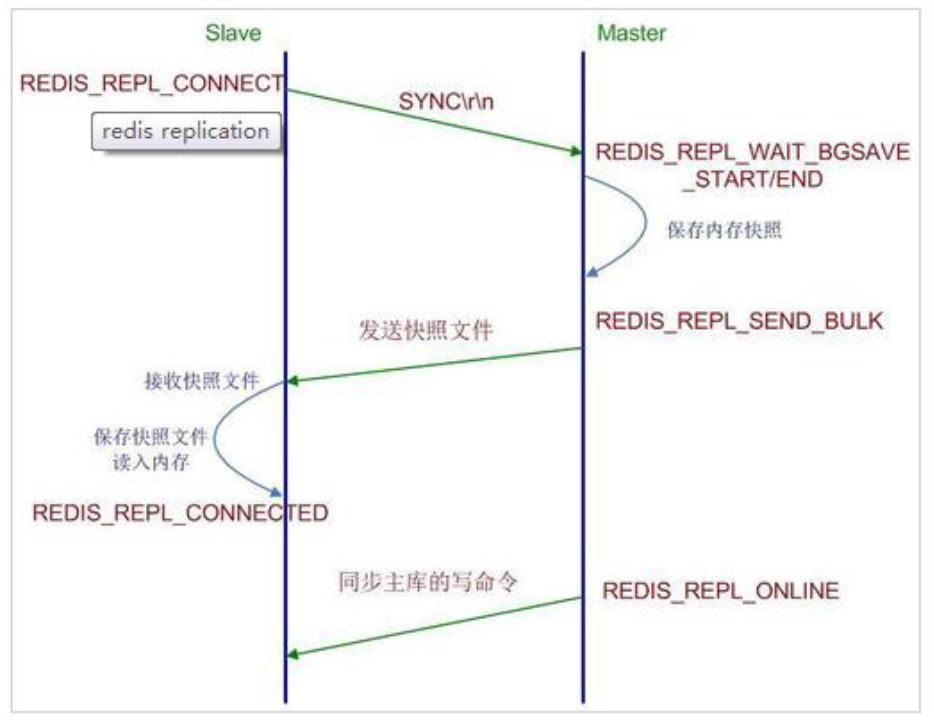 Slave
Master
REDIS_REPL_CONNECT
SYNC\r\n
redis replication
REDIS_REPL_WAIT_BGSAVE
_START/END
保存内存快照
REDIS_REPL_SEND_BULK
发送快照文件
接收快照文件
保存快照文件
读入内存
REDIS_REPL_CONNECTED
同步主库的写命令
REDIS_REPL_ONLINE